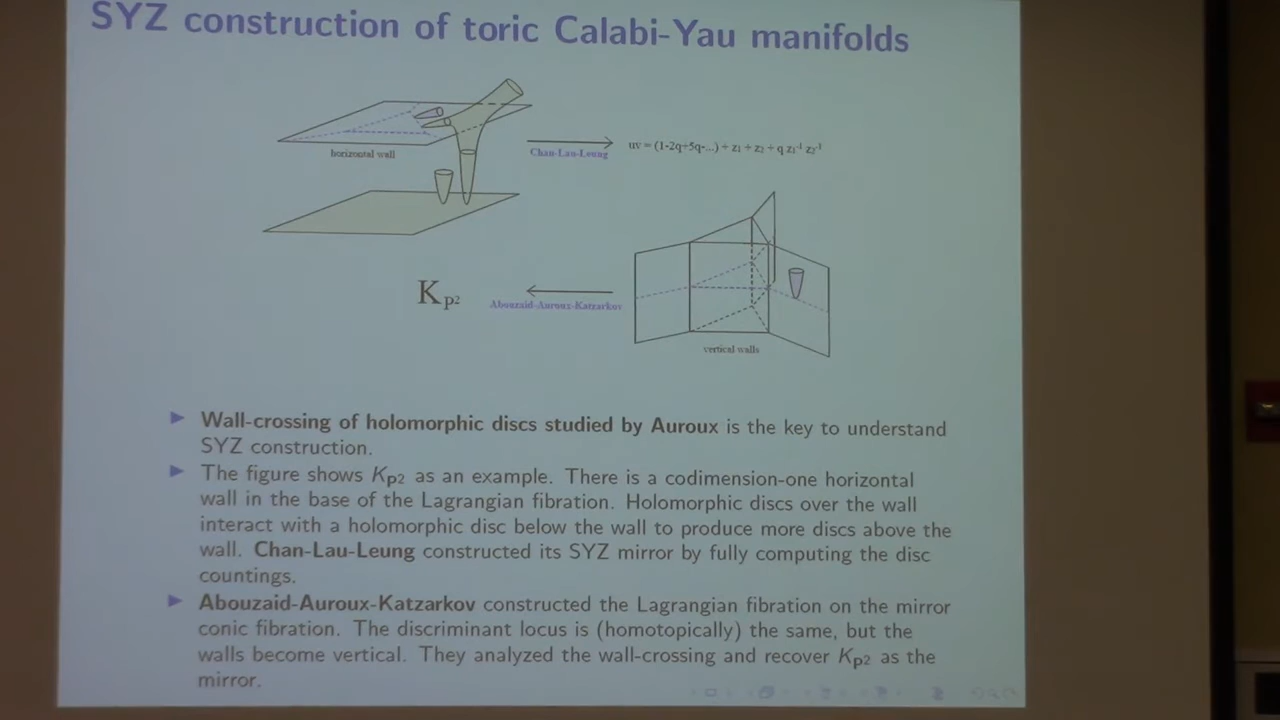 SYZ construction of toric Calabi-Yau manifolds
horizontal wall
Chan-Lau-Leung
uv = (1-2q+5q-...) + z₁ + z₂ + q z₁⁻¹ z₂⁻¹
K_P²
Abouzaid-Auroux-Katzarkov
vertical walls
▶ Wall-crossing of holomorphic discs studied by Auroux is the key to understand
SYZ construction.
▶ The figure shows K_P2 as an example. There is a codimension-one horizontal
wall in the base of the Lagrangian fibration. Holomorphic discs over the wall
interact with a holomorphic disc below the wall to produce more discs above the
wall. Chan-Lau-Leung constructed its SYZ mirror by fully computing the disc
countings.
▶ Abouzaid-Auroux-Katzarkov constructed the Lagrangian fibration on the mirror
conic fibration. The discriminant locus is (homotopically) the same, but the
walls become vertical. They analyzed the wall-crossing and recover K_P2 as the
mirror.